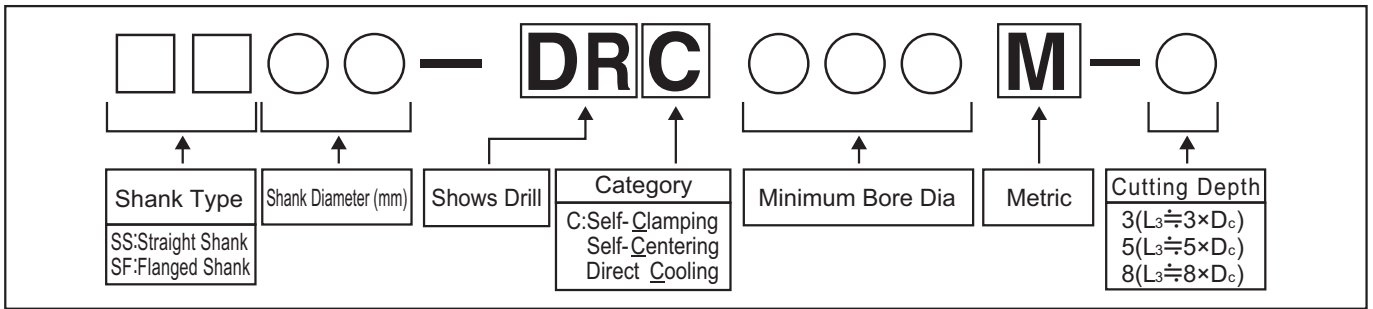 □□○○—DRC○○○M—○
Shank Type
SS:Straight Shank
SF:Flanged Shank
Shank Diameter (mm)
Shows Drill
Category
C:Self-Clamping
Self-Centering
Direct Cooling
Minimum Bore Dia
Metric
Cutting Depth
3(L₃≒3×Dc)
5(L₃≒5×Dc)
8(L₃≒8×Dc)